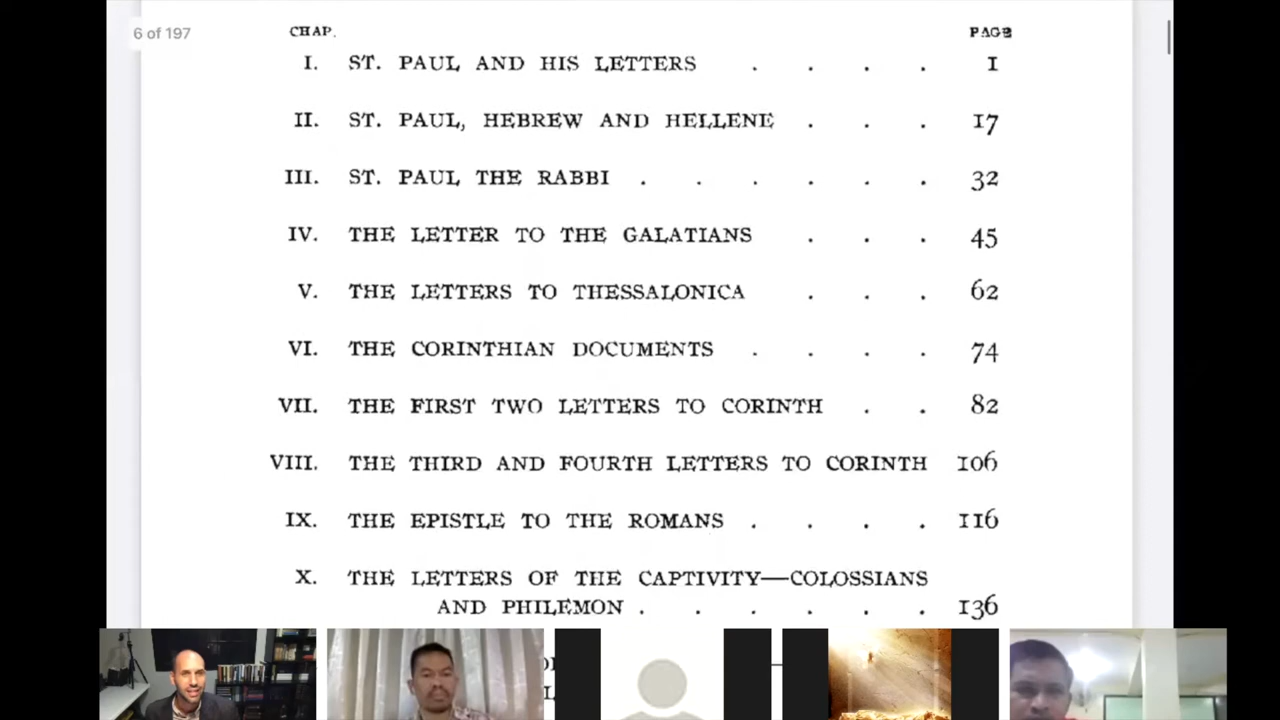 6 of 197
CHAP. PAGE
I. ST. PAUL AND HIS LETTERS . . . . 1
II. ST. PAUL, HEBREW AND HELLENE . . . 17
III. ST. PAUL THE RABBI . . . . . . 32
IV. THE LETTER TO THE GALATIANS . . . 45
V. THE LETTERS TO THESSALONICA . . . 62
VI. THE CORINTHIAN DOCUMENTS . . . . 74
VII. THE FIRST TWO LETTERS TO CORINTH . . 82
VIII. THE THIRD AND FOURTH LETTERS TO CORINTH 106
IX. THE EPISTLE TO THE ROMANS . . . . 116
X. THE LETTERS OF THE CAPTIVITY—COLOSSIANS
AND PHILEMON . . . . . . 136